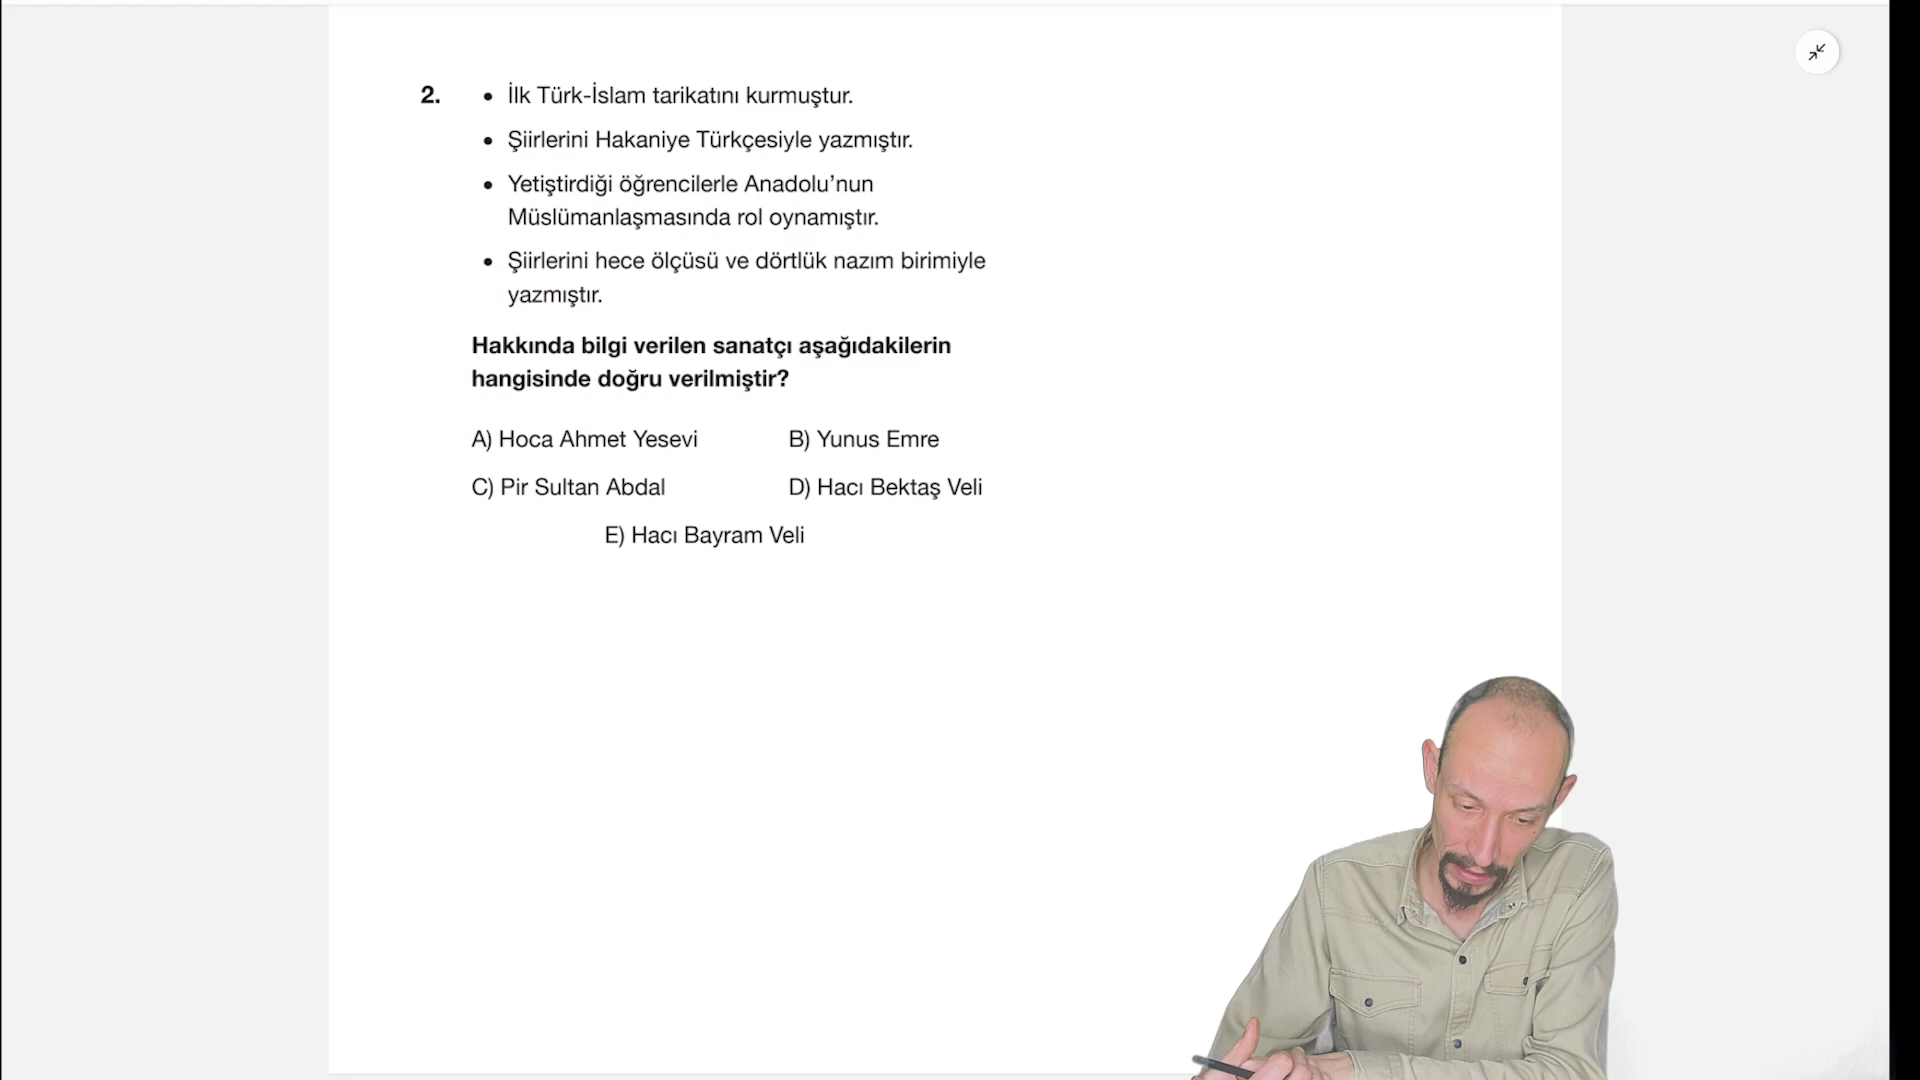 2. • İlk Türk-İslam tarikatını kurmuştur.
• Şiirlerini Hakaniye Türkçesiyle yazmıştır.
• Yetiştirdiği öğrencilerle Anadolu’nun
Müslümanlaşmasında rol oynamıştır.
• Şiirlerini hece ölçüsü ve dörtlük nazım birimiyle
yazmıştır.
Hakkında bilgi verilen sanatçı aşağıdakilerin
hangisinde doğru verilmiştir?
A) Hoca Ahmet Yesevi B) Yunus Emre
C) Pir Sultan Abdal D) Hacı Bektaş Veli
E) Hacı Bayram Veli